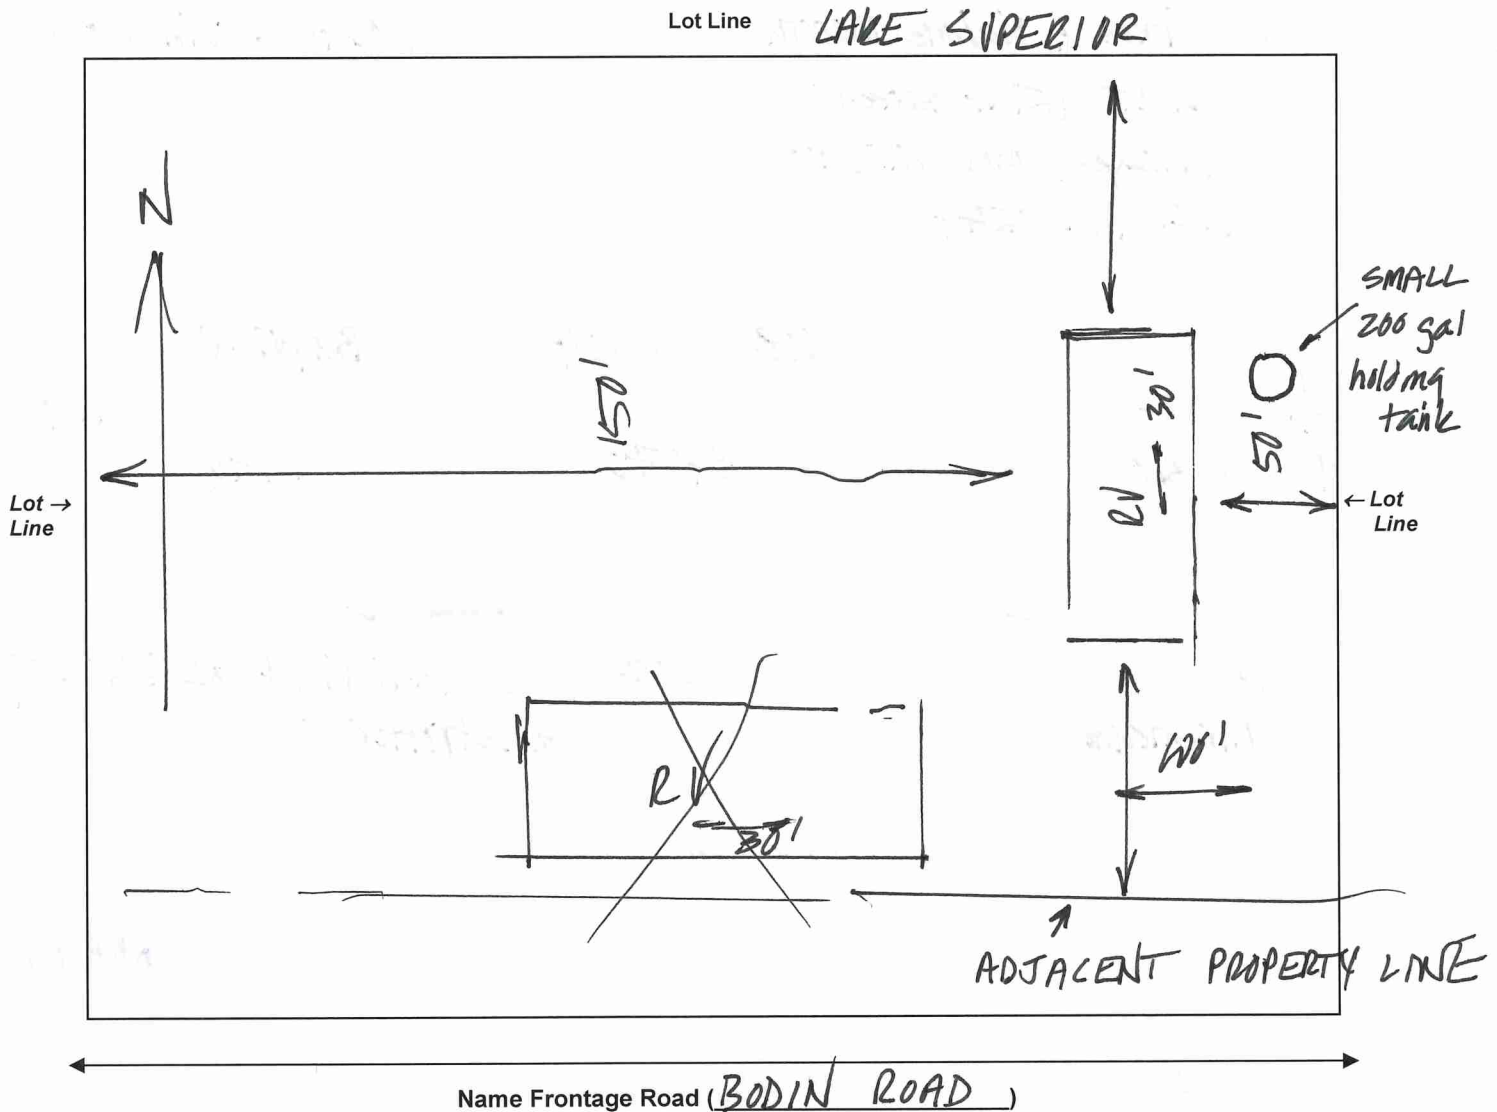 Lot Line LAKE SUPERIOR
N
SMALL
200 gal
holding
tank
150'
30'
50'
RV
Lot →
Line
← Lot
Line
RV
30'
ADJACENT PROPERTY LINE
Name Frontage Road (BODIN ROAD)